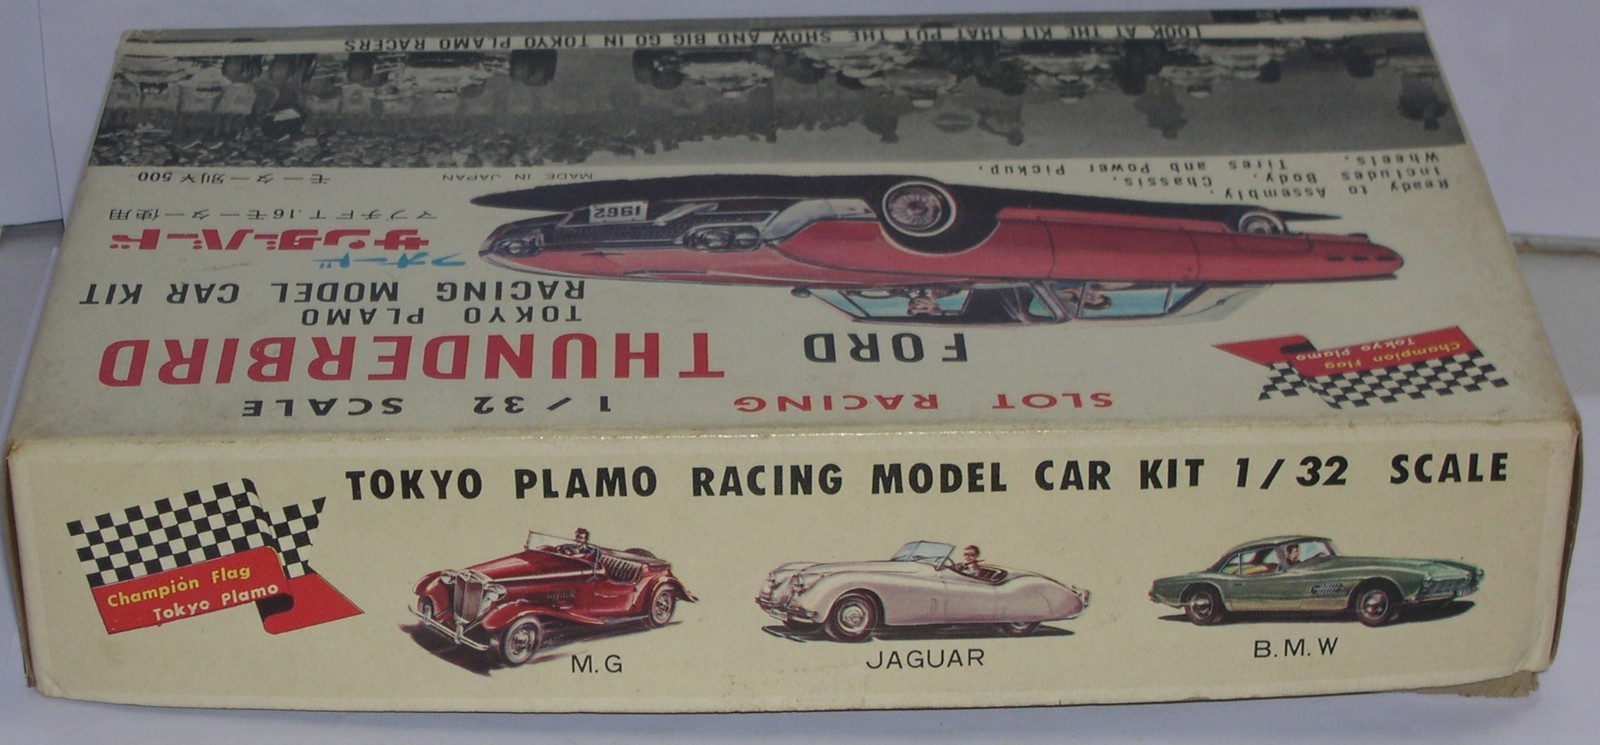 SLOT RACING 1/32 SCALE
FORD THUNDERBIRD
Champion Flag
Tokyo Plamo
TOKYO PLAMO
RACING MODEL CAR KIT
フォード
サンダーバード
マブチFT.16モーター使用
モーター別¥500
MADE IN JAPAN
1962
Ready to Assembly.
Includes Body, Chassis,
Wheels, Tires and Power Pickup.
LOOK AT THE KIT THAT PUT THE SHOW AND BIG GO IN TOKYO PLAMO RACERS
TOKYO PLAMO RACING MODEL CAR KIT 1/32 SCALE
Champion Flag
Tokyo Plamo
M.G
JAGUAR
B.M.W